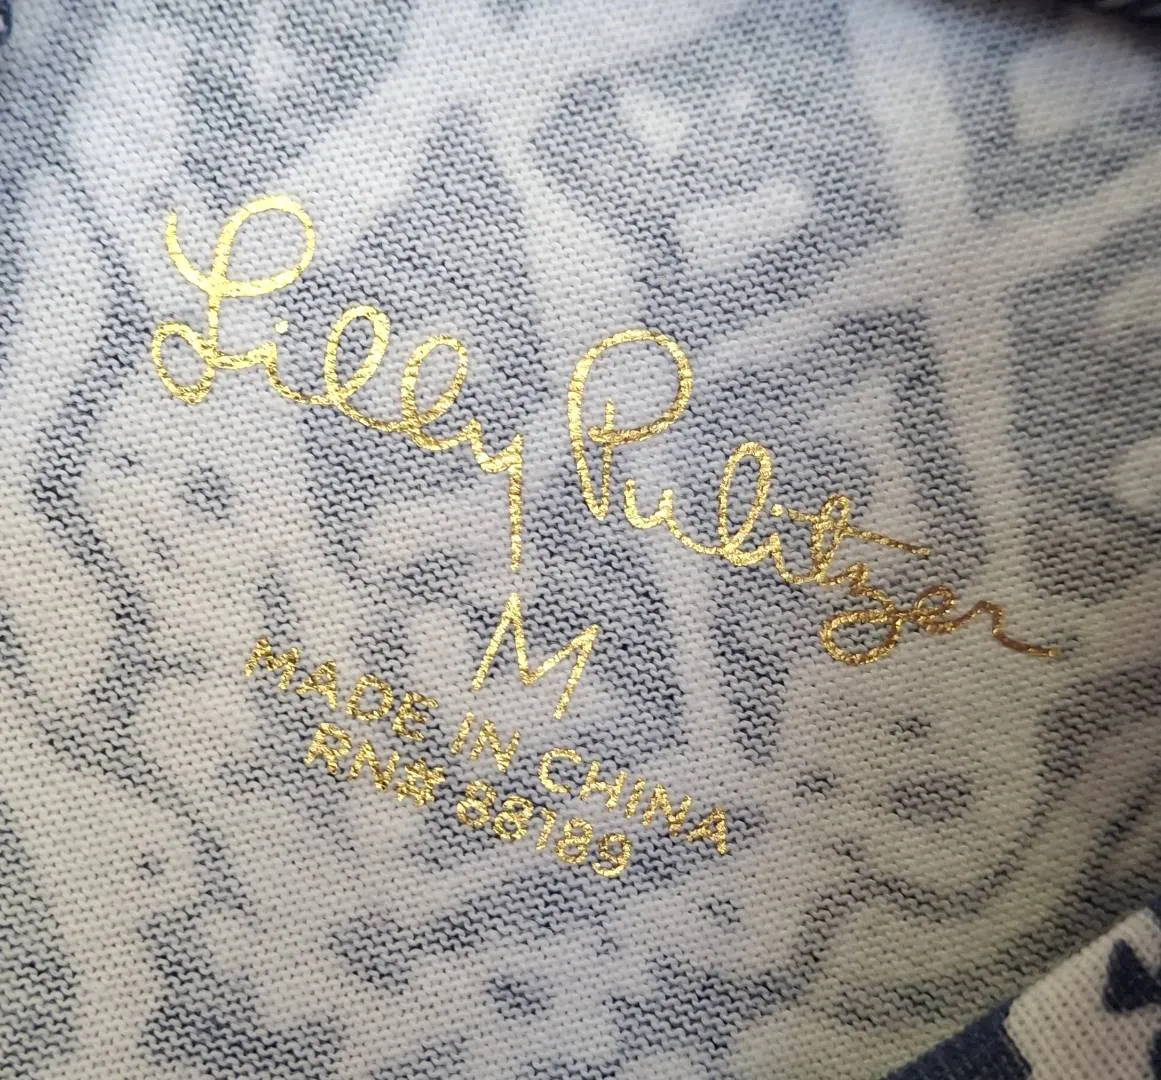 Lilly Pulitzer
M
MADE IN CHINA
RN# 88189